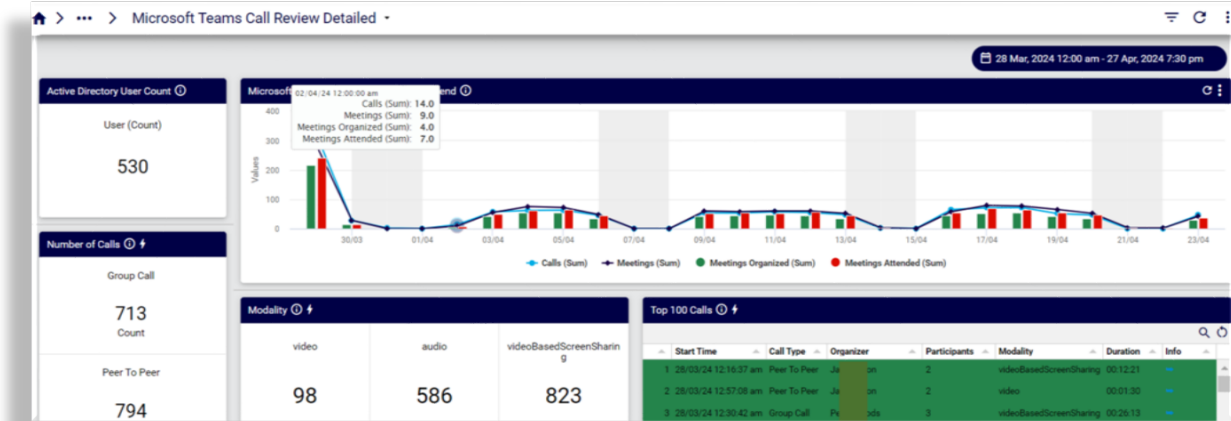 Microsoft Teams Call Review Detailed
28 Mar, 2024 12:00 am - 27 Apr, 2024 7:30 pm
Active Directory User Count
User (Count)
530
Microsoft end
02/04/24 12:00:00 am
Calls (Sum): 14.0
Meetings (Sum): 9.0
Meetings Organized (Sum): 4.0
Meetings Attended (Sum): 7.0
Values
400
300
200
100
0
30/03 01/04 03/04 05/04 07/04 09/04 11/04 13/04 15/04 17/04 19/04 21/04 23/04
Calls (Sum) Meetings (Sum) Meetings Organized (Sum) Meetings Attended (Sum)
Number of Calls
Group Call
713
Count
Peer To Peer
794
Modality
video audio videoBasedScreenSharin
g
98 586 823
Top 100 Calls
Start Time Call Type Organizer Participants Modality Duration Info
1 28/03/24 12:16:37 am Peer To Peer Ja on 2 videoBasedScreenSharing 00:12:21
2 28/03/24 12:57:08 am Peer To Peer Ja on 2 video 00:01:30
3 28/03/24 12:30:42 am Group Call Pe ds 3 videoBasedScreenSharing 00:26:13